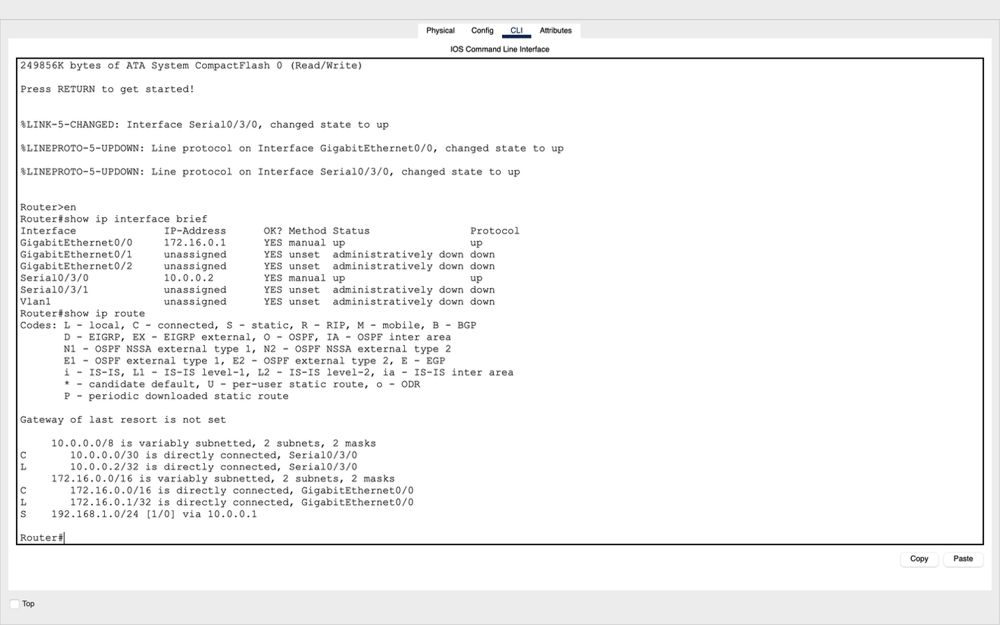 Physical Config CLI Attributes
IOS Command Line Interface
249856K bytes of ATA System CompactFlash 0 (Read/Write)
Press RETURN to get started!
%LINK-5-CHANGED: Interface Serial0/3/0, changed state to up
%LINEPROTO-5-UPDOWN: Line protocol on Interface GigabitEthernet0/0, changed state to up
%LINEPROTO-5-UPDOWN: Line protocol on Interface Serial0/3/0, changed state to up
Router>en
Router#show ip interface brief
Interface              IP-Address      OK? Method Status                Protocol
GigabitEthernet0/0     172.16.0.1      YES manual up                    up
GigabitEthernet0/1     unassigned      YES unset  administratively down down
GigabitEthernet0/2     unassigned      YES unset  administratively down down
Serial0/3/0            10.0.0.2        YES manual up                    up
Serial0/3/1            unassigned      YES unset  administratively down down
Vlan1                  unassigned      YES unset  administratively down down
Router#show ip route
Codes: L - local, C - connected, S - static, R - RIP, M - mobile, B - BGP
       D - EIGRP, EX - EIGRP external, O - OSPF, IA - OSPF inter area
       N1 - OSPF NSSA external type 1, N2 - OSPF NSSA external type 2
       E1 - OSPF external type 1, E2 - OSPF external type 2, E - EGP
       i - IS-IS, L1 - IS-IS level-1, L2 - IS-IS level-2, ia - IS-IS inter area
       * - candidate default, U - per-user static route, o - ODR
       P - periodic downloaded static route
Gateway of last resort is not set
     10.0.0.0/8 is variably subnetted, 2 subnets, 2 masks
C       10.0.0.0/30 is directly connected, Serial0/3/0
L       10.0.0.2/32 is directly connected, Serial0/3/0
     172.16.0.0/16 is variably subnetted, 2 subnets, 2 masks
C       172.16.0.0/16 is directly connected, GigabitEthernet0/0
L       172.16.0.1/32 is directly connected, GigabitEthernet0/0
S    192.168.1.0/24 [1/0] via 10.0.0.1
Router#
Copy Paste
Top